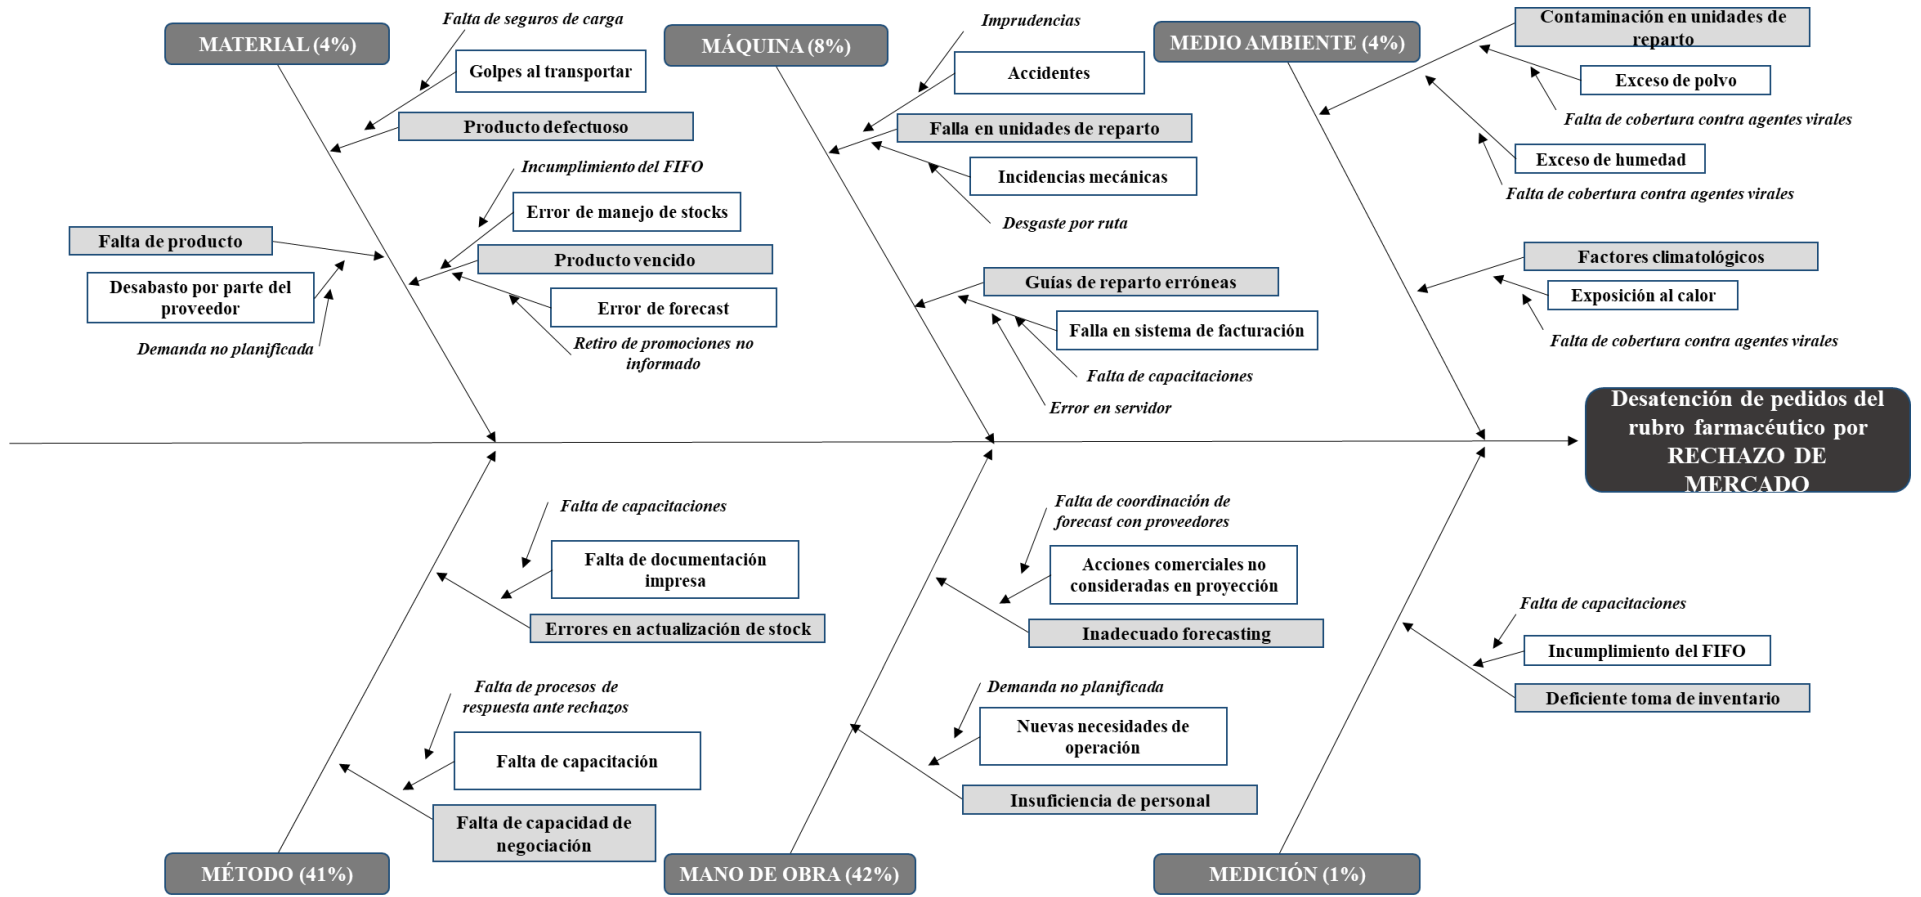 MATERIAL (4%)
Falta de seguros de carga
Golpes al transportar
Producto defectuoso
Incumplimiento del FIFO
Error de manejo de stocks
Falta de producto
Producto vencido
Desabasto por parte del
proveedor
Error de forecast
Demanda no planificada
Retiro de promociones no
informado
MÁQUINA (8%)
Imprudencias
Accidentes
Falla en unidades de reparto
Incidencias mecánicas
Desgaste por ruta
Guías de reparto erróneas
Falla en sistema de facturación
Falta de capacitaciones
Error en servidor
MEDIO AMBIENTE (4%)
Contaminación en unidades de
reparto
Exceso de polvo
Falta de cobertura contra agentes virales
Exceso de humedad
Falta de cobertura contra agentes virales
Factores climatológicos
Exposición al calor
Falta de cobertura contra agentes virales
Desatención de pedidos del
rubro farmacéutico por
RECHAZO DE
MERCADO
Falta de capacitaciones
Falta de documentación
impresa
Errores en actualización de stock
Falta de procesos de
respuesta ante rechazos
Falta de capacitación
Falta de capacidad de
negociación
MÉTODO (41%)
Falta de coordinación de
forecast con proveedores
Acciones comerciales no
consideradas en proyección
Inadecuado forecasting
Demanda no planificada
Nuevas necesidades de
operación
Insuficiencia de personal
MANO DE OBRA (42%)
Falta de capacitaciones
Incumplimiento del FIFO
Deficiente toma de inventario
MEDICIÓN (1%)